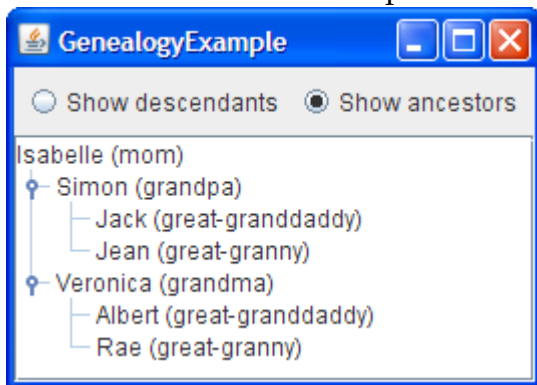 GenealogyExample
Show descendants Show ancestors
Isabelle (mom)
Simon (grandpa)
Jack (great-granddaddy)
Jean (great-granny)
Veronica (grandma)
Albert (great-granddaddy)
Rae (great-granny)